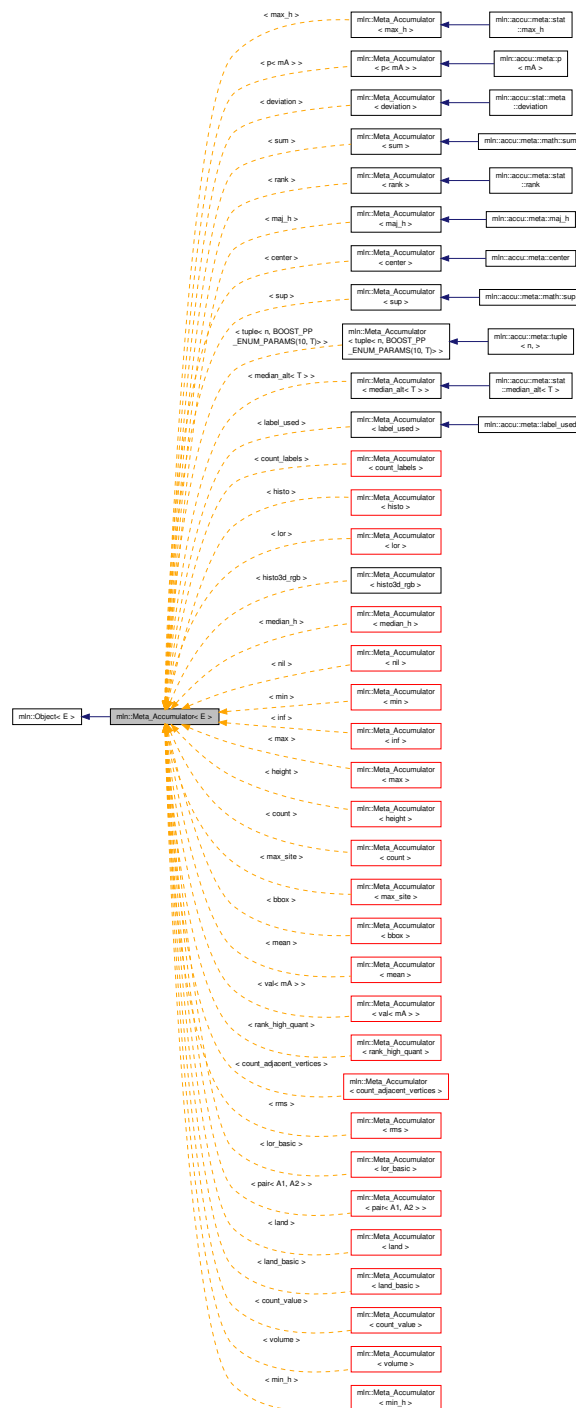 < max_h >
mln::Meta_Accumulator
< max_h >
mln::accu::meta::stat
::max_h
< p< mA > >
mln::Meta_Accumulator
< p< mA > >
mln::accu::meta::p
< mA >
< deviation >
mln::Meta_Accumulator
< deviation >
mln::accu::stat::meta
::deviation
< sum >
mln::Meta_Accumulator
< sum >
mln::accu::meta::math::sum
< rank >
mln::Meta_Accumulator
< rank >
mln::accu::meta::stat
::rank
< maj_h >
mln::Meta_Accumulator
< maj_h >
mln::accu::meta::maj_h
< center >
mln::Meta_Accumulator
< center >
mln::accu::meta::center
< sup >
mln::Meta_Accumulator
< sup >
mln::accu::meta::math::sup
< tuple< n, BOOST_PP
_ENUM_PARAMS(10, T)> >
mln::Meta_Accumulator
< tuple< n, BOOST_PP
_ENUM_PARAMS(10, T)> >
mln::accu::meta::tuple
< n, >
< median_alt< T > >
mln::Meta_Accumulator
< median_alt< T > >
mln::accu::meta::stat
::median_alt< T >
< label_used >
mln::Meta_Accumulator
< label_used >
mln::accu::meta::label_used
< count_labels >
mln::Meta_Accumulator
< count_labels >
< histo >
mln::Meta_Accumulator
< histo >
< lor >
mln::Meta_Accumulator
< lor >
< histo3d_rgb >
mln::Meta_Accumulator
< histo3d_rgb >
< median_h >
mln::Meta_Accumulator
< median_h >
< nil >
mln::Meta_Accumulator
< nil >
< min >
mln::Meta_Accumulator
< min >
mln::Object< E >
mln::Meta_Accumulator< E >
< inf >
mln::Meta_Accumulator
< inf >
< max >
mln::Meta_Accumulator
< max >
< height >
mln::Meta_Accumulator
< height >
< count >
mln::Meta_Accumulator
< count >
< max_site >
mln::Meta_Accumulator
< max_site >
< bbox >
mln::Meta_Accumulator
< bbox >
< mean >
mln::Meta_Accumulator
< mean >
< val< mA > >
mln::Meta_Accumulator
< val< mA > >
< rank_high_quant >
mln::Meta_Accumulator
< rank_high_quant >
< count_adjacent_vertices >
mln::Meta_Accumulator
< count_adjacent_vertices >
< rms >
mln::Meta_Accumulator
< rms >
< lor_basic >
mln::Meta_Accumulator
< lor_basic >
< pair< A1, A2 > >
mln::Meta_Accumulator
< pair< A1, A2 > >
< land >
mln::Meta_Accumulator
< land >
< land_basic >
mln::Meta_Accumulator
< land_basic >
< count_value >
mln::Meta_Accumulator
< count_value >
< volume >
mln::Meta_Accumulator
< volume >
< min_h >
mln::Meta_Accumulator
< min_h >